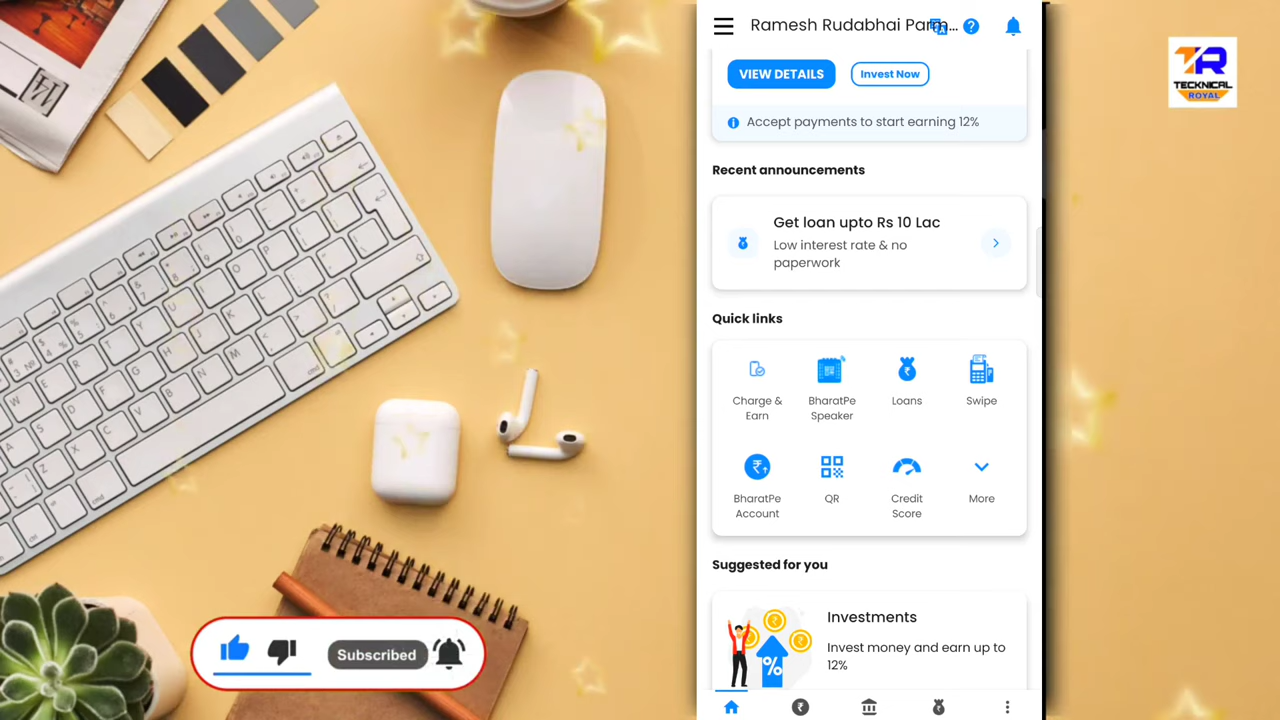 Ramesh Rudabhai Parm...
VIEW DETAILS
Invest Now
Accept payments to start earning 12%
Recent announcements
Get loan upto Rs 10 Lac
Low interest rate & no
paperwork
Quick links
Charge &
Earn
BharatPe
Speaker
Loans
Swipe
BharatPe
Account
QR
Credit
Score
More
Suggested for you
Investments
Invest money and earn up to
12%
Subscribed
TR
TECKNICAL
ROYAL